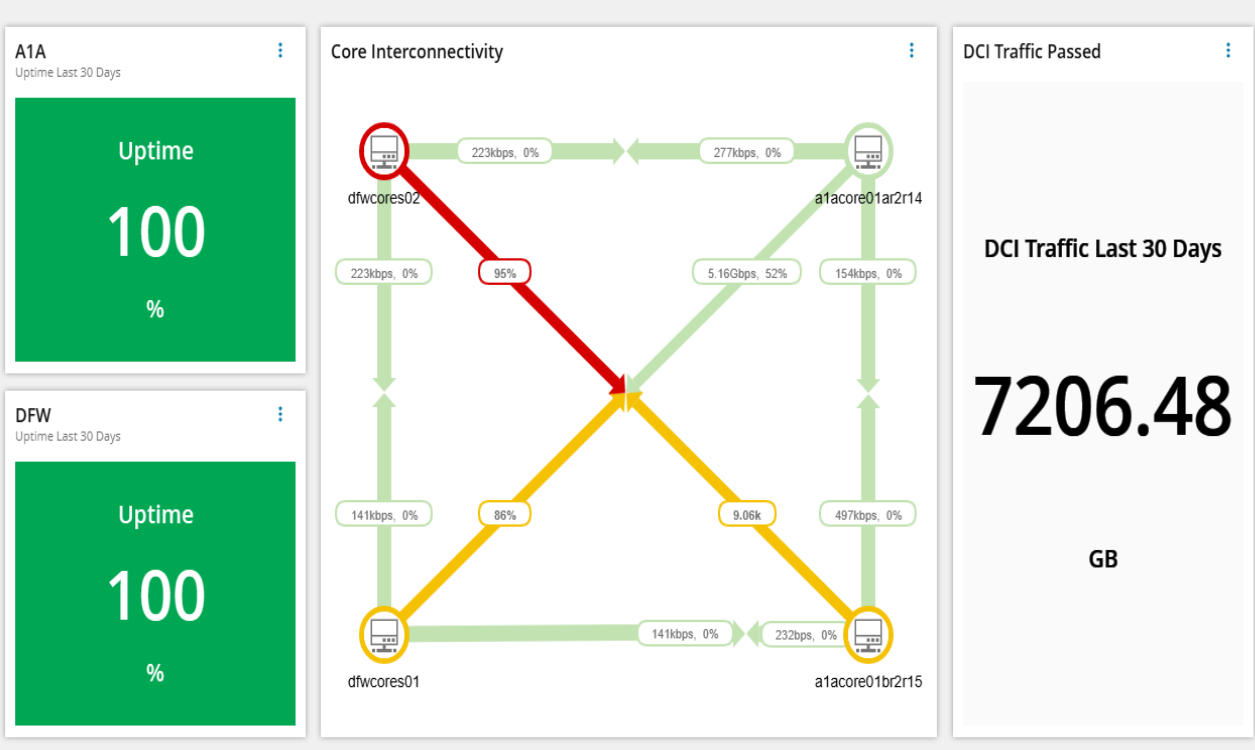 A1A
Uptime Last 30 Days
Uptime
100
%
DFW
Uptime Last 30 Days
Uptime
100
%
Core Interconnectivity
223kbps, 0%
277kbps, 0%
dfwcores02
a1acore01ar2r14
223kbps, 0%
95%
5.16Gbps, 52%
154kbps, 0%
141kbps, 0%
86%
9.06k
497kbps, 0%
141kbps, 0%
232bps, 0%
dfwcores01
a1acore01br2r15
DCI Traffic Passed
DCI Traffic Last 30 Days
7206.48
GB